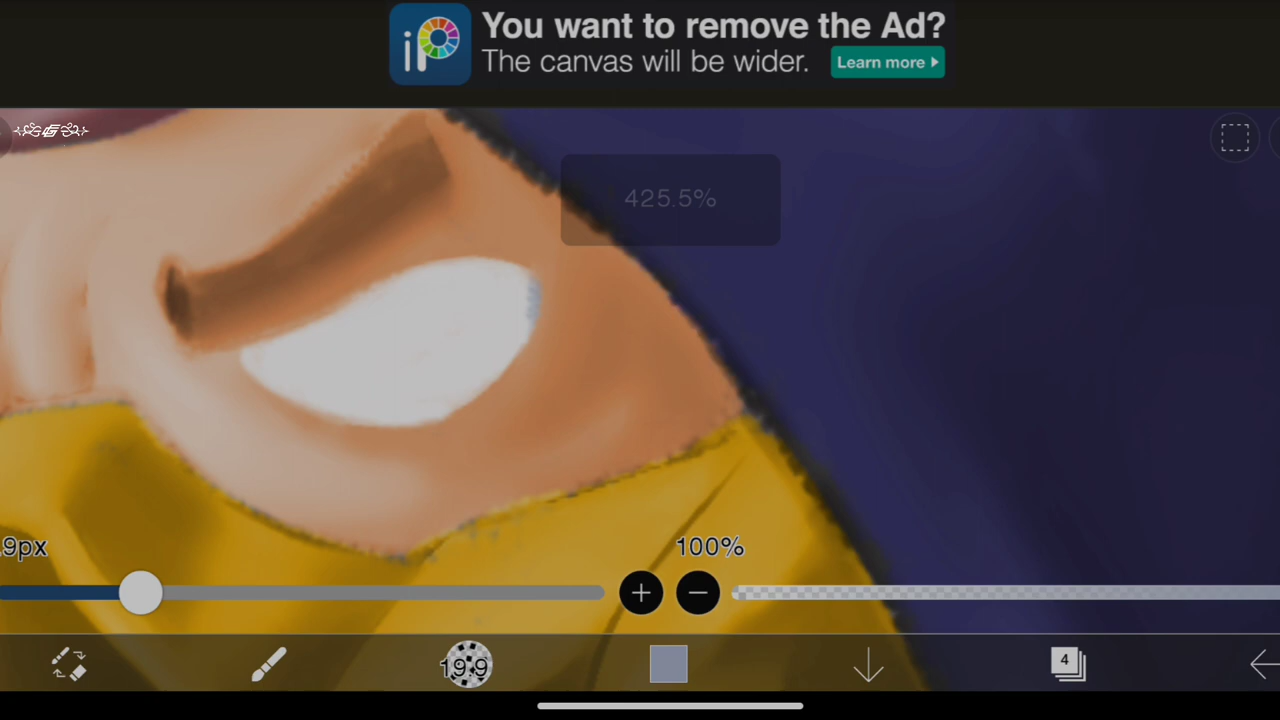 iP
You want to remove the Ad?
The canvas will be wider.
Learn more
425.5%
9px
100%
19.9
4